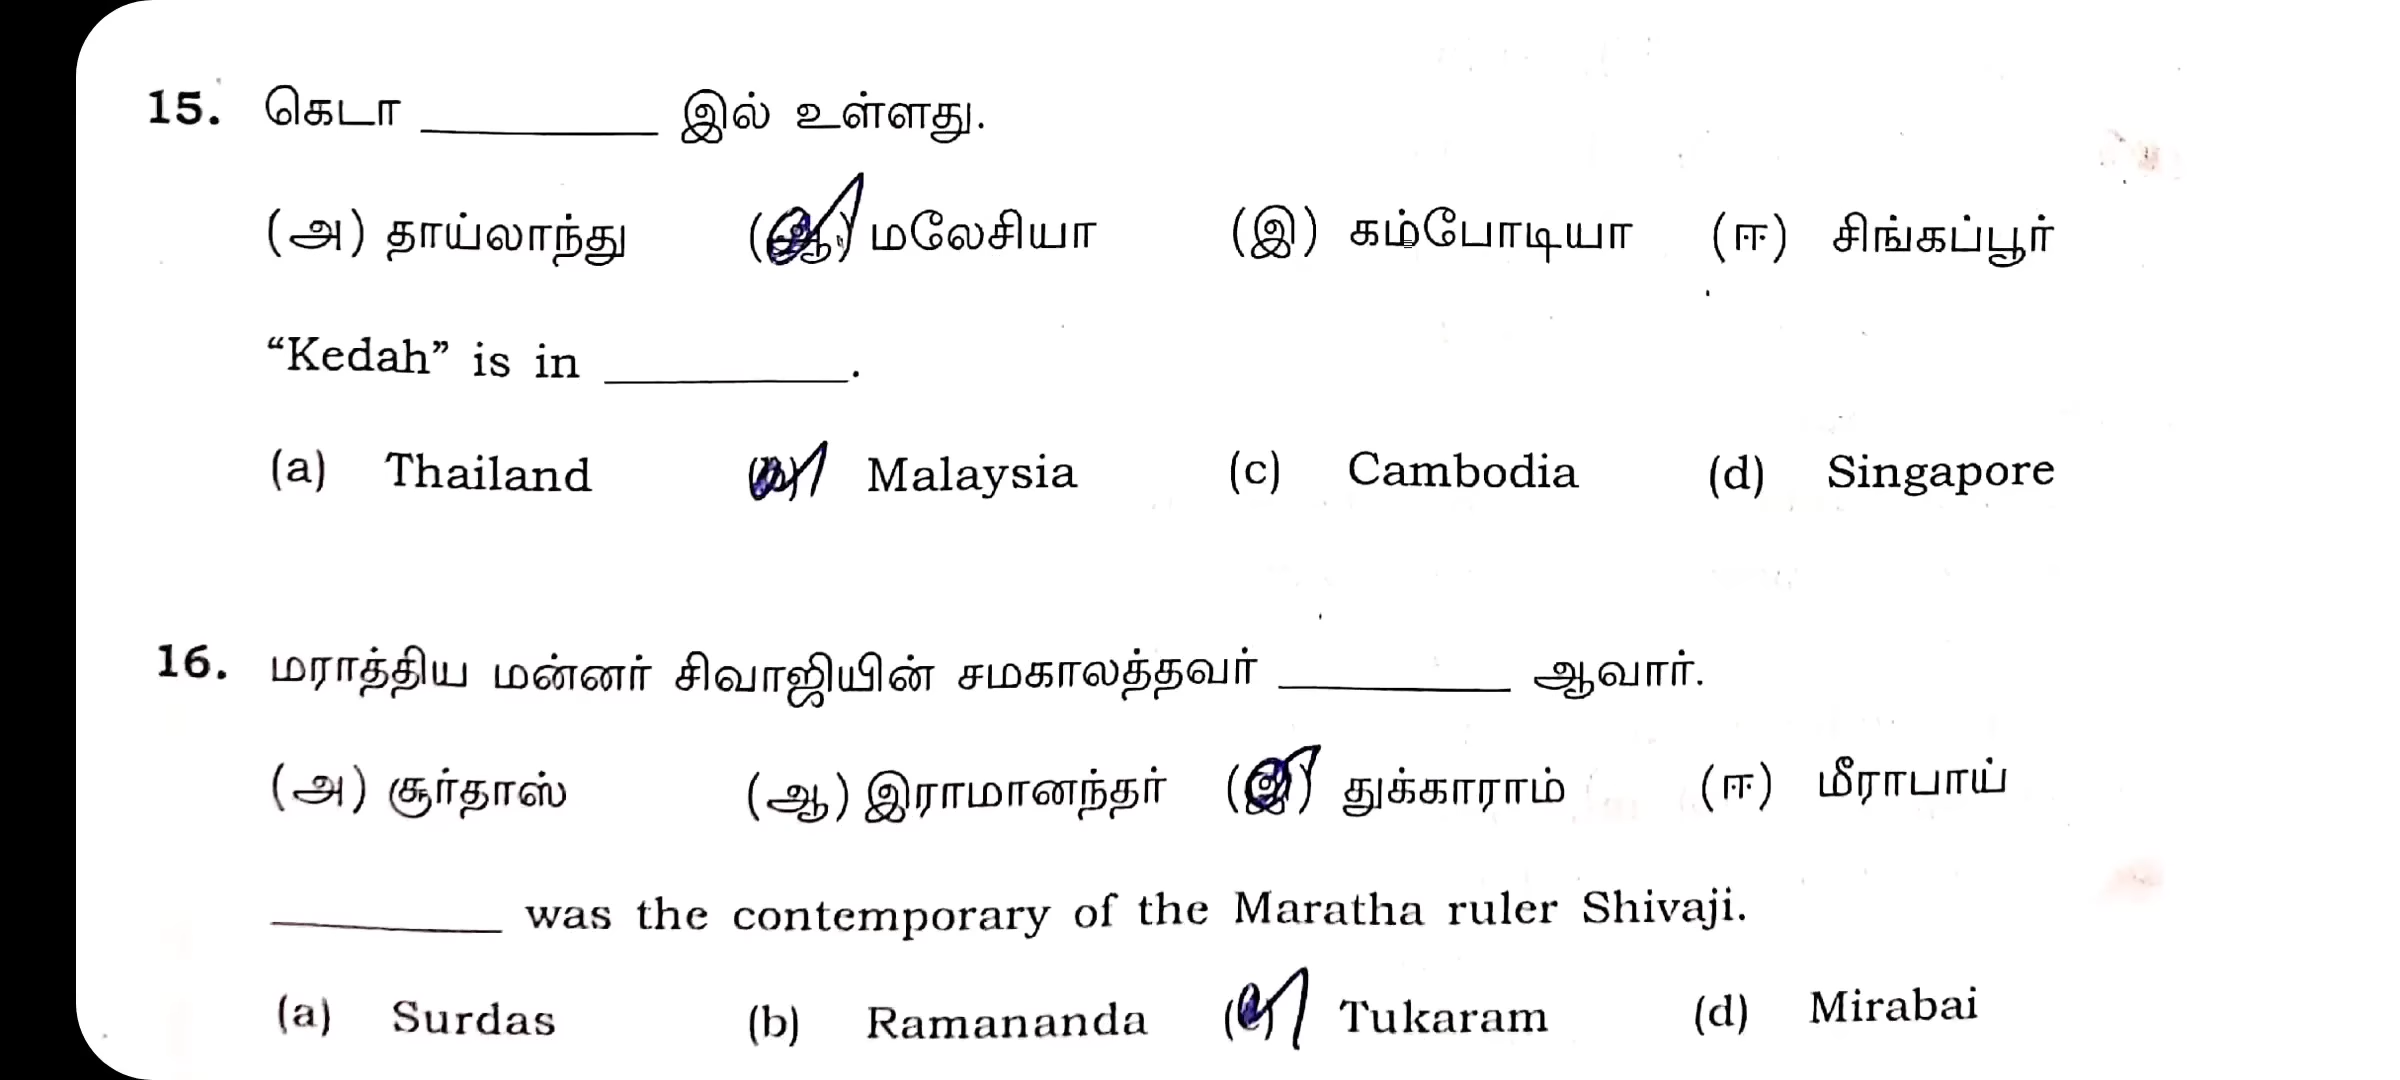 15. கெடா ________ இல் உள்ளது.
(அ) தாய்லாந்து (ஆ) மலேசியா (இ) கம்போடியா (ஈ) சிங்கப்பூர்
“Kedah” is in ________.
(a) Thailand (b) Malaysia (c) Cambodia (d) Singapore
16. மராத்திய மன்னர் சிவாஜியின் சமகாலத்தவர் ________ ஆவார்.
(அ) சூர்தாஸ் (ஆ) இராமானந்தர் (இ) துக்காராம் (ஈ) மீராபாய்
________ was the contemporary of the Maratha ruler Shivaji.
(a) Surdas (b) Ramananda (c) Tukaram (d) Mirabai